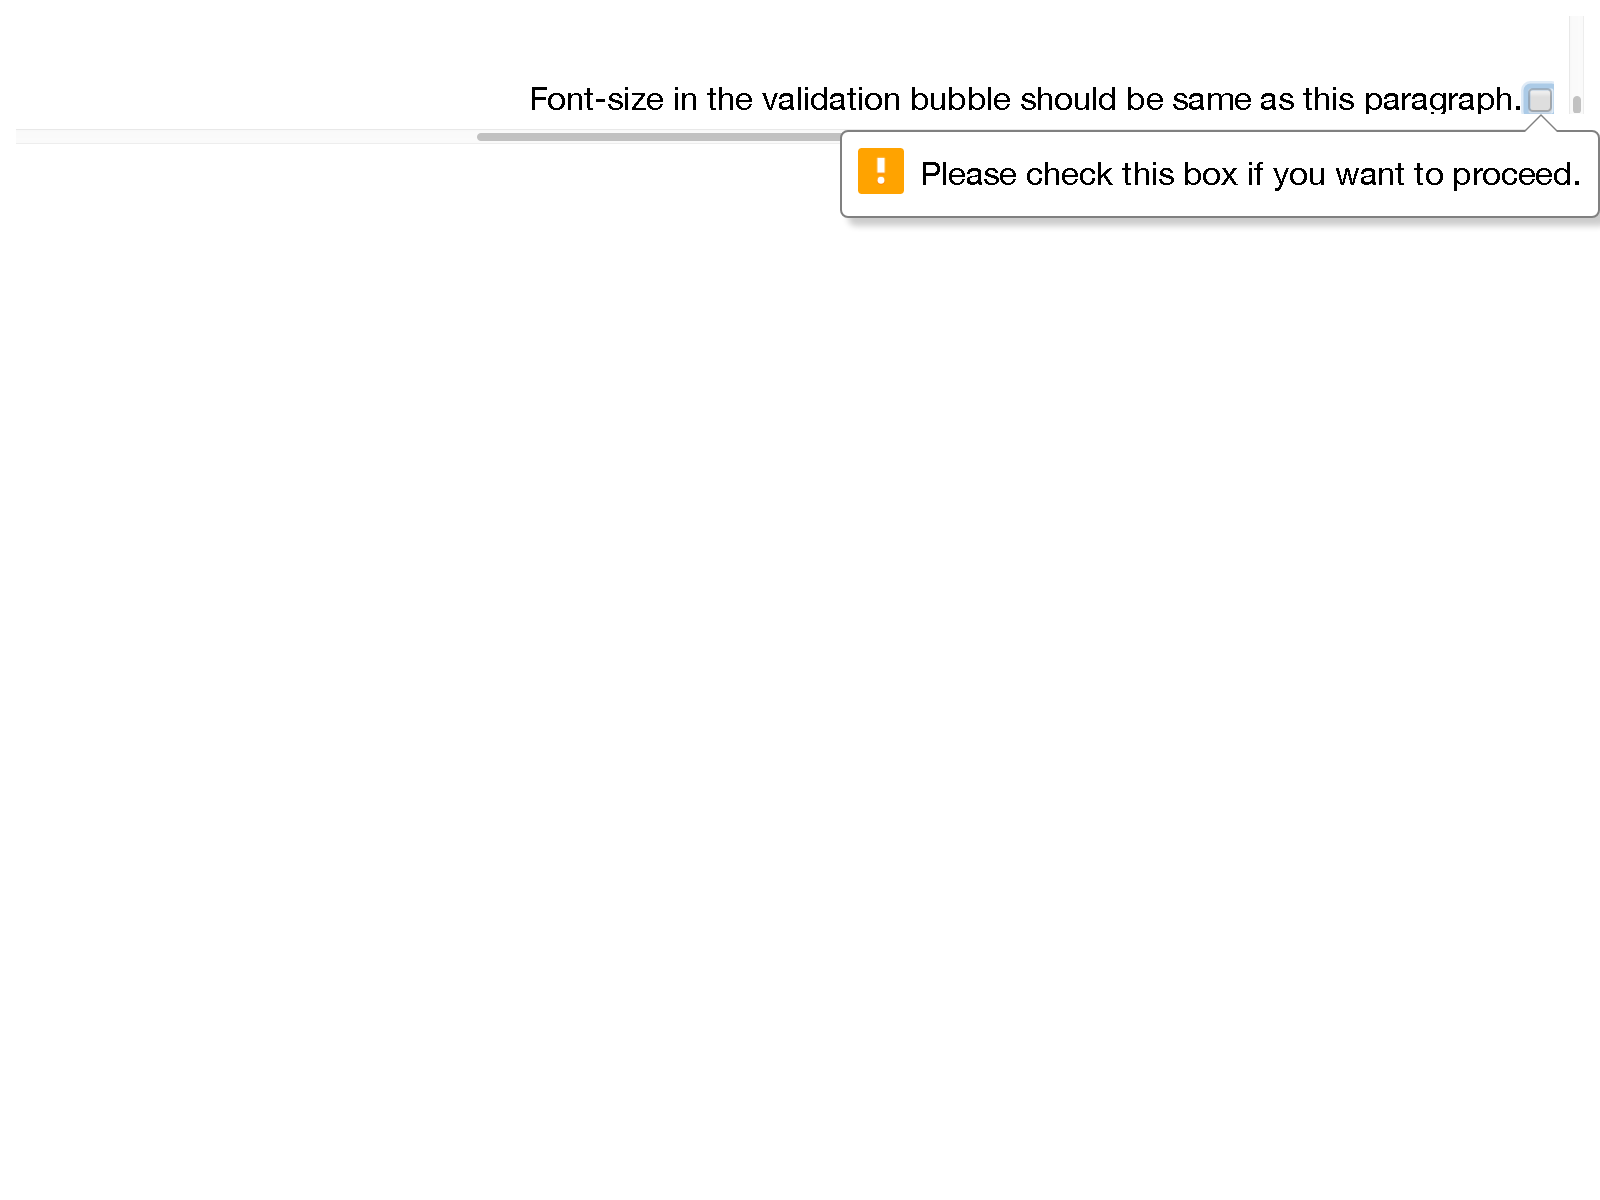 Font-size in the validation bubble should be same as this paragraph.
Please check this box if you want to proceed.